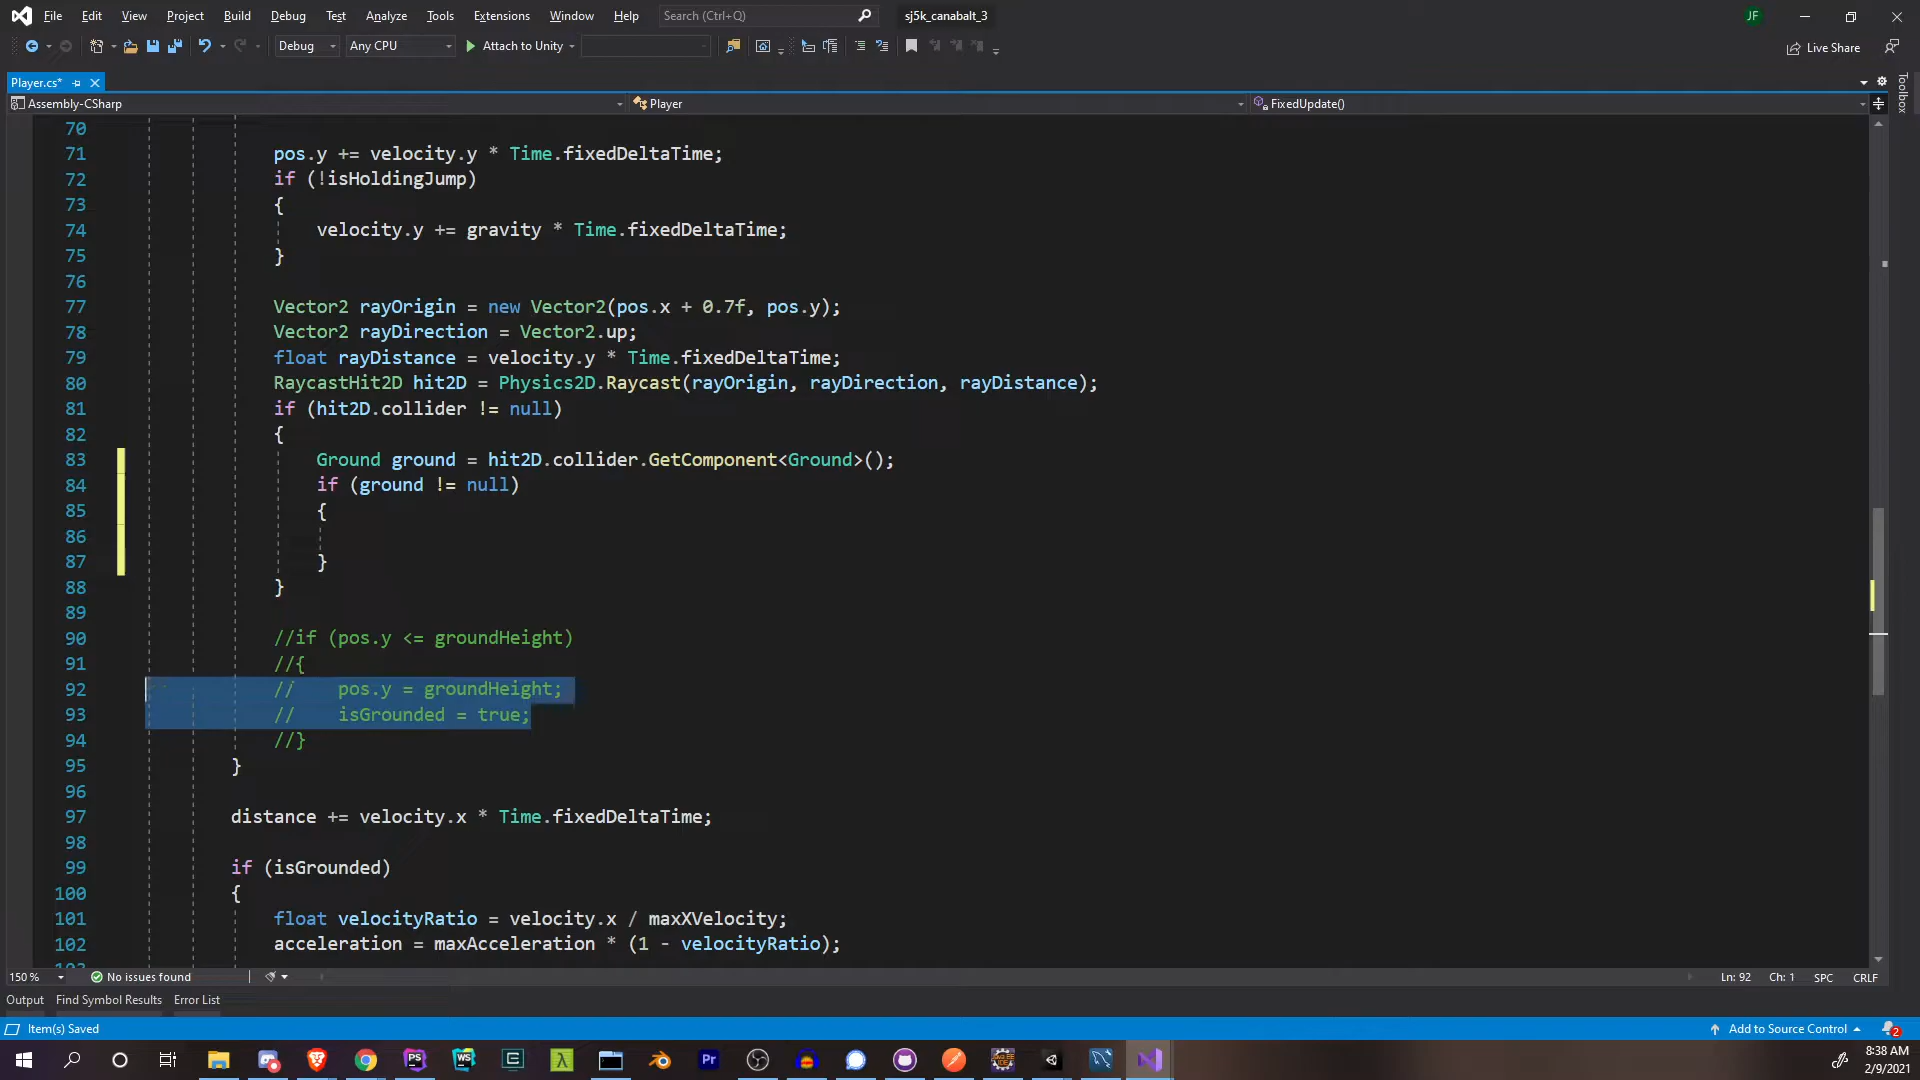 File Edit View Project Build Debug Test Analyze Tools Extensions Window Help Search (Ctrl+Q) sj5k_canabalt_3 JF
Debug Any CPU Attach to Unity Live Share
Player.cs*
Assembly-CSharp Player FixedUpdate()
Toolbox
70
71 pos.y += velocity.y * Time.fixedDeltaTime;
72 if (!isHoldingJump)
73 {
74 velocity.y += gravity * Time.fixedDeltaTime;
75 }
76
77 Vector2 rayOrigin = new Vector2(pos.x + 0.7f, pos.y);
78 Vector2 rayDirection = Vector2.up;
79 float rayDistance = velocity.y * Time.fixedDeltaTime;
80 RaycastHit2D hit2D = Physics2D.Raycast(rayOrigin, rayDirection, rayDistance);
81 if (hit2D.collider != null)
82 {
83 Ground ground = hit2D.collider.GetComponent<Ground>();
84 if (ground != null)
85 {
86
87 }
88 }
89
90 //if (pos.y <= groundHeight)
91 //{
92 // pos.y = groundHeight;
93 // isGrounded = true;
94 //}
95 }
96
97 distance += velocity.x * Time.fixedDeltaTime;
98
99 if (isGrounded)
100 {
101 float velocityRatio = velocity.x / maxXVelocity;
102 acceleration = maxAcceleration * (1 - velocityRatio);
150 % No issues found Ln: 92 Ch: 1 SPC CRLF
Output Find Symbol Results Error List
Item(s) Saved Add to Source Control 2
8:38 AM
2/9/2021